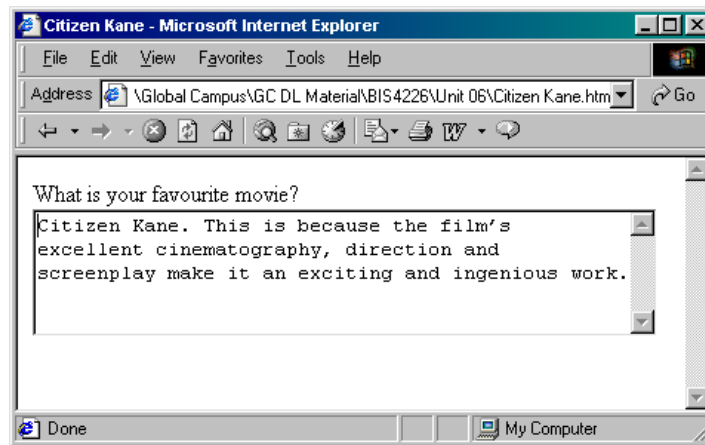 Citizen Kane - Microsoft Internet Explorer
File Edit View Favorites Tools Help
Address \Global Campus\GC DL Material\BIS4226\Unit 06\Citizen Kane.htm Go
What is your favourite movie?
Citizen Kane. This is because the film's
excellent cinematography, direction and
screenplay make it an exciting and ingenious work.
Done My Computer